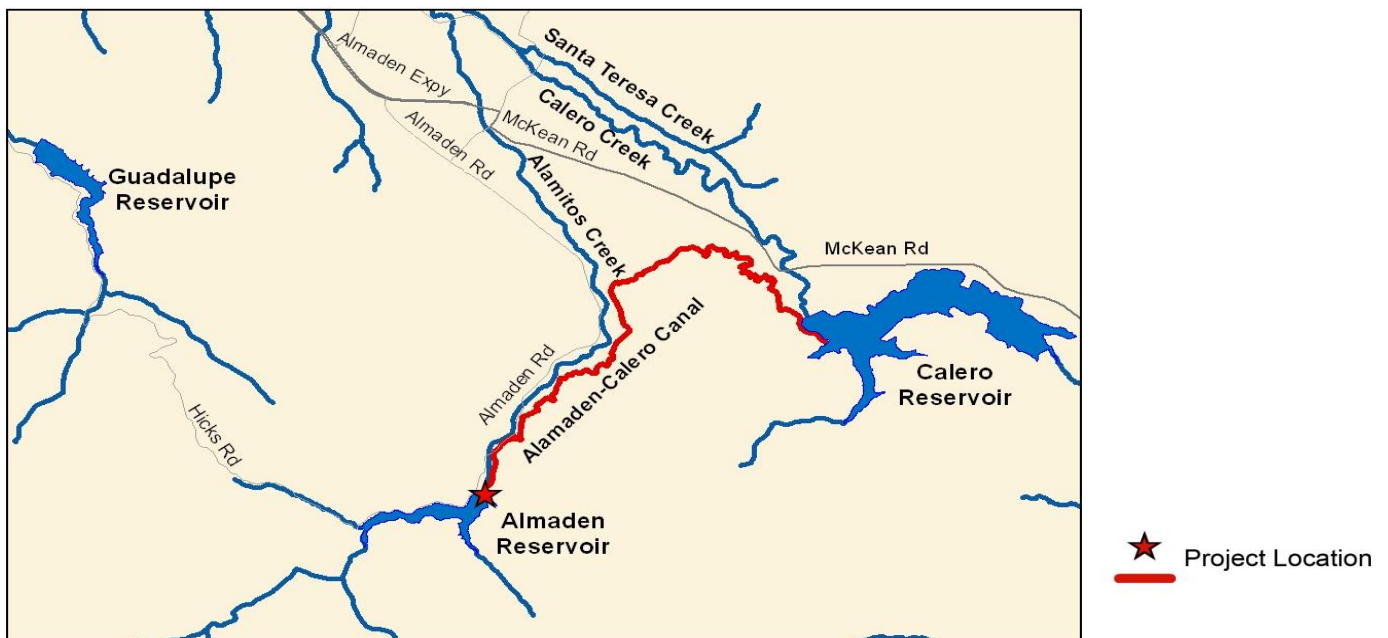 Santa Teresa Creek
Almaden Expy
Calero Creek
McKean Rd
Almaden Rd
Alamitos Creek
Guadalupe
Reservoir
McKean Rd
Almaden Rd
Alamaden-Calero Canal
Calero
Reservoir
Hicks Rd
Almaden
Reservoir
Project Location